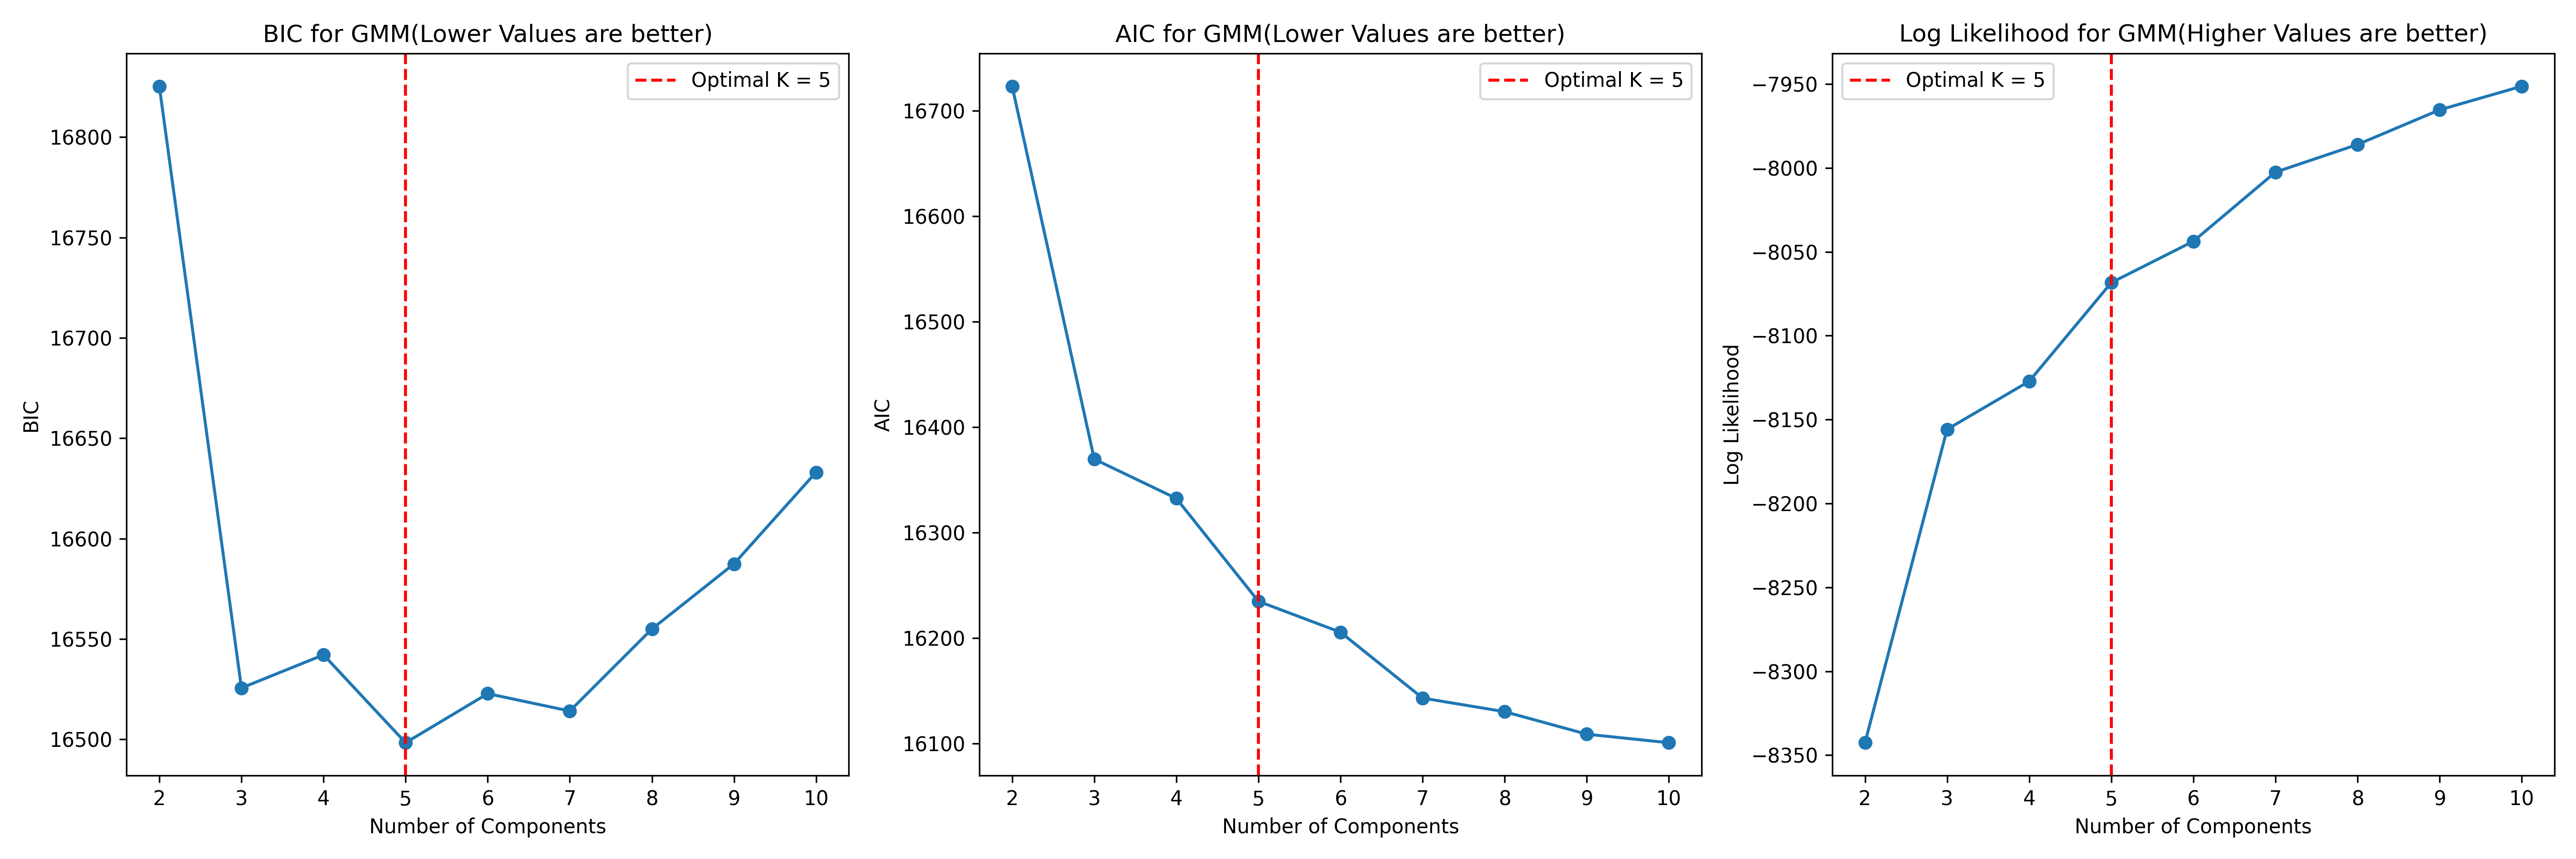 BIC for GMM(Lower Values are better)
Optimal K = 5
BIC
16800
16750
16700
16650
16600
16550
16500
2 3 4 5 6 7 8 9 10
Number of Components
AIC for GMM(Lower Values are better)
Optimal K = 5
AIC
16700
16600
16500
16400
16300
16200
16100
2 3 4 5 6 7 8 9 10
Number of Components
Log Likelihood for GMM(Higher Values are better)
Optimal K = 5
Log Likelihood
−7950
−8000
−8050
−8100
−8150
−8200
−8250
−8300
−8350
2 3 4 5 6 7 8 9 10
Number of Components